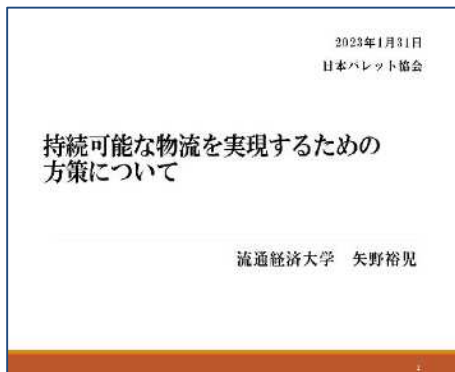 2023年1月31日
日本パレット協会
持続可能な物流を実現するための
方策について
流通経済大学 矢野裕児